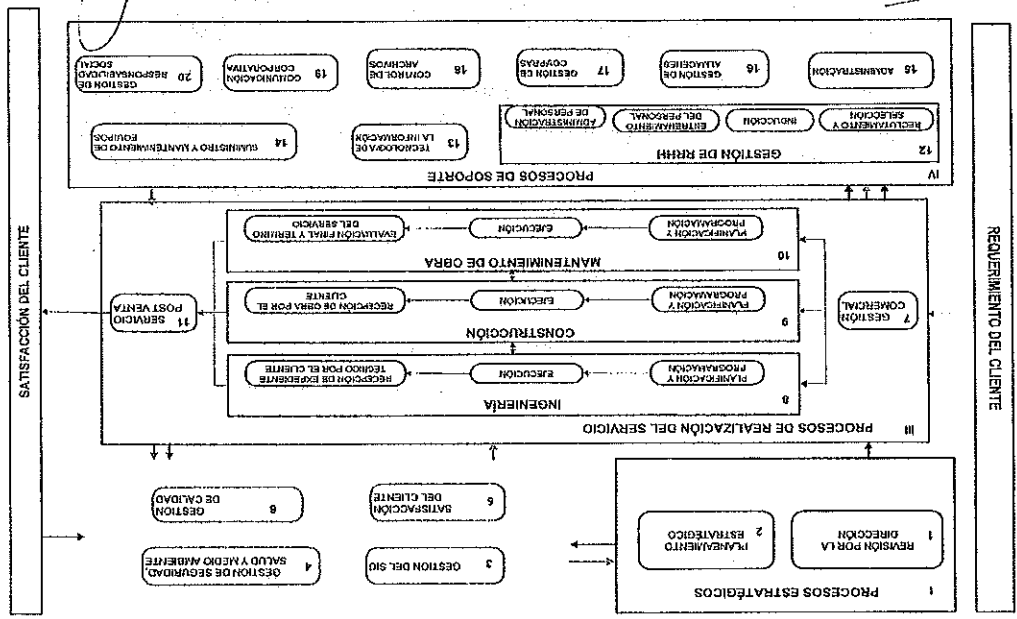 REQUERIMIENTO DEL CLIENTE
I
PROCESOS ESTRATÉGICOS
REVISIÓN POR LA
DIRECCIÓN
1
PLANEAMIENTO
ESTRATÉGICO
2
3
GESTION DEL SIG
4
GESTION DE SEGURIDAD,
SALUD Y MEDIO AMBIENTE
SATISFACCIÓN
DEL CLIENTE
6
GESTION
DE CALIDAD
III
PROCESOS DE REALIZACIÓN DEL SERVICIO
7
GESTIÓN
COMERCIAL
8
INGENIERÍA
PLANIFICACIÓN Y
PROGRAMACIÓN
EJECUCIÓN
RECEPCIÓN DE EXPEDIENTE
TÉCNICO POR EL CLIENTE
9
CONSTRUCCIÓN
PLANIFICACIÓN Y
PROGRAMACIÓN
EJECUCIÓN
RECEPCIÓN DE OBRA POR EL
CLIENTE
10
MANTENIMIENTO DE OBRA
PLANIFICACIÓN Y
PROGRAMACIÓN
EJECUCIÓN
EVALUACIÓN FINAL Y TÉRMINO
DEL SERVICIO
11
SERVICIO
POST VENTA
IV
PROCESOS DE SOPORTE
12
GESTIÓN DE RRHH
RECLUTAMIENTO Y
SELECCIÓN
INDUCCIÓN
ENTRENAMIENTO
DEL PERSONAL
ADMINISTRACIÓN
DE PERSONAL
13
TECNOLOGIA DE
LA INFORMACIÓN
14
SUMINISTRO Y MANTENIMIENTO DE
EQUIPOS
15
ADMINISTRACIÓN
16
GESTIÓN DE
ALMACENES
17
GESTIÓN DE
COMPRAS
18
CONTROL DE
ARCHIVOS
19
COMUNICACIÓN
CORPORATIVA
20
GESTION DE
RESPONSABILIDAD
SOCIAL
SATISFACCIÓN DEL CLIENTE